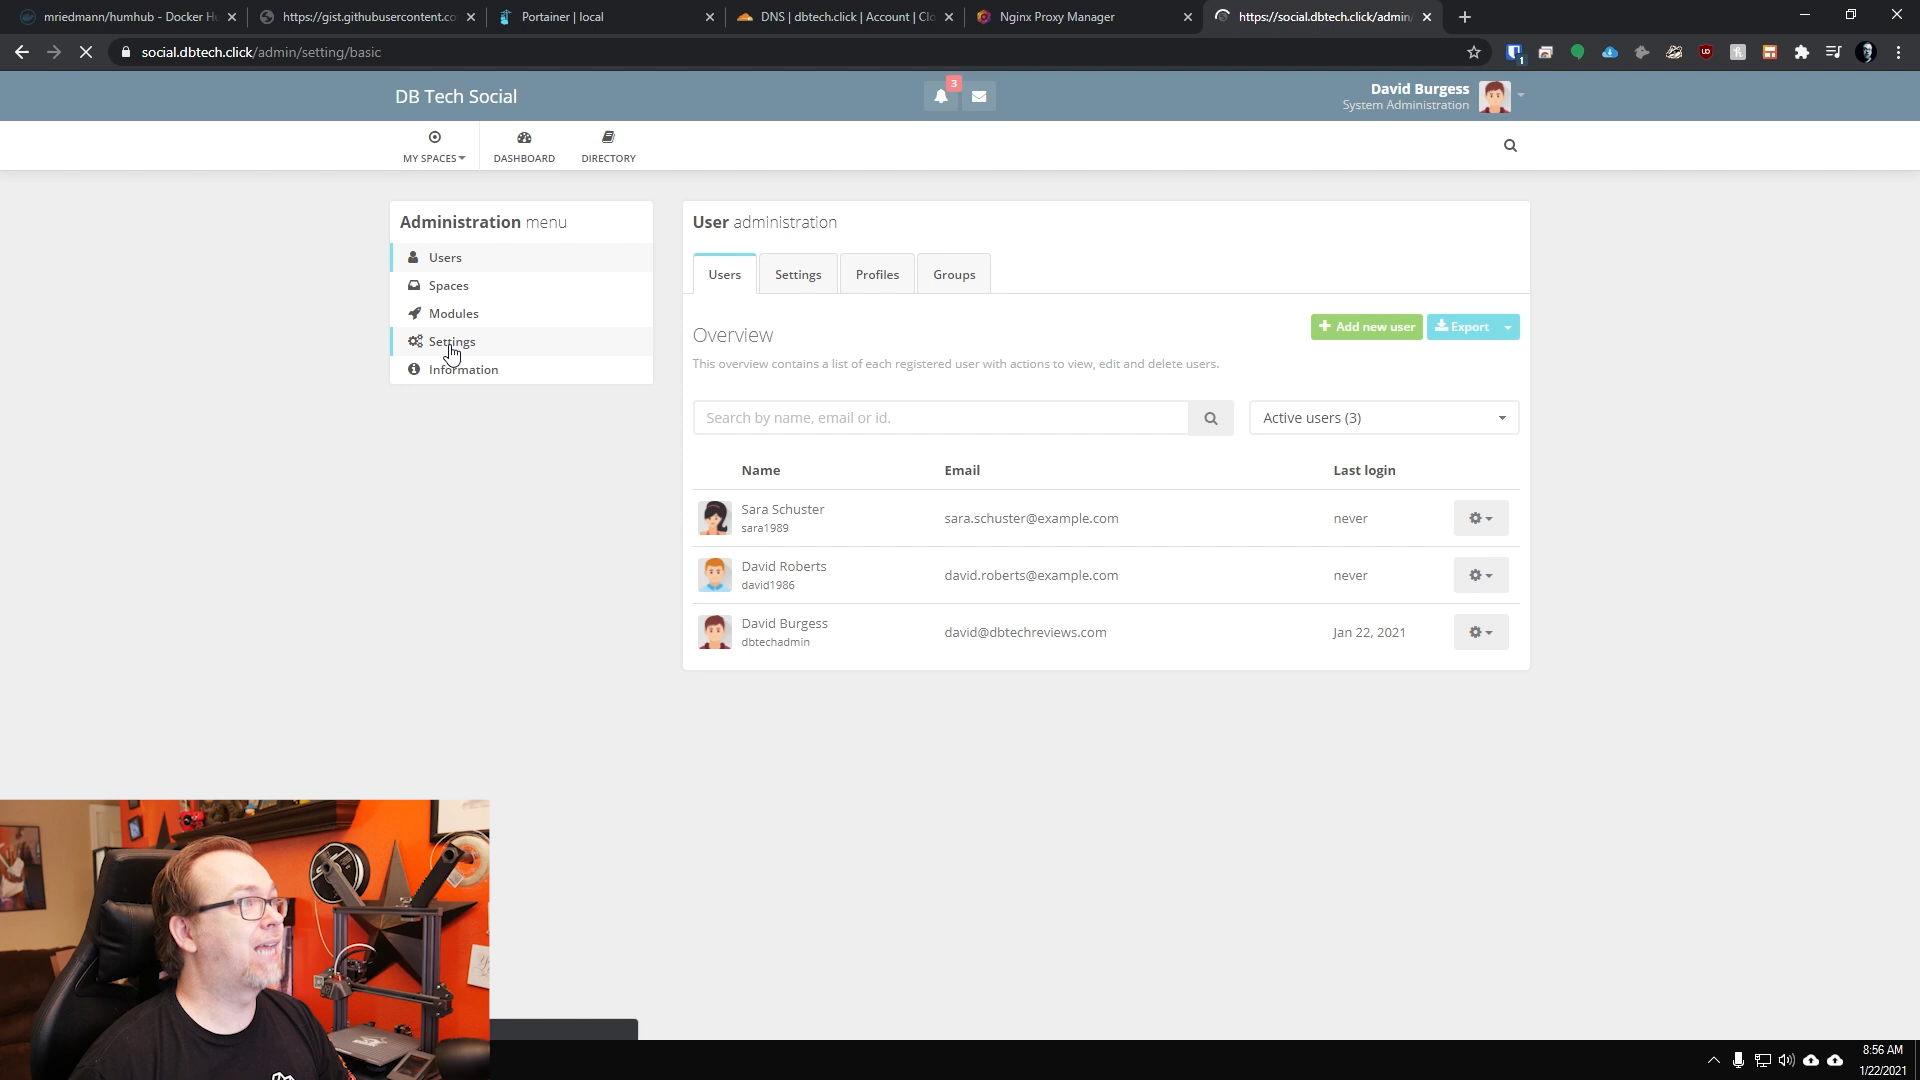 mriedmann/humhub - Docker Hu
https://gist.githubusercontent.co
Portainer | local
DNS | dbtech.click | Account | Clo
Nginx Proxy Manager
https://social.dbtech.click/admin/
social.dbtech.click/admin/setting/basic
1
DB Tech Social
3
David Burgess
System Administration
MY SPACES
DASHBOARD
DIRECTORY
Administration menu
Users
Spaces
Modules
Settings
Information
User administration
Users
Settings
Profiles
Groups
Overview
Add new user
Export
This overview contains a list of each registered user with actions to view, edit and delete users.
Search by name, email or id.
Active users (3)
Name
Email
Last login
Sara Schuster
sara1989
sara.schuster@example.com
never
David Roberts
david1986
david.roberts@example.com
never
David Burgess
dbtechadmin
david@dbtechreviews.com
Jan 22, 2021
8:56 AM
1/22/2021